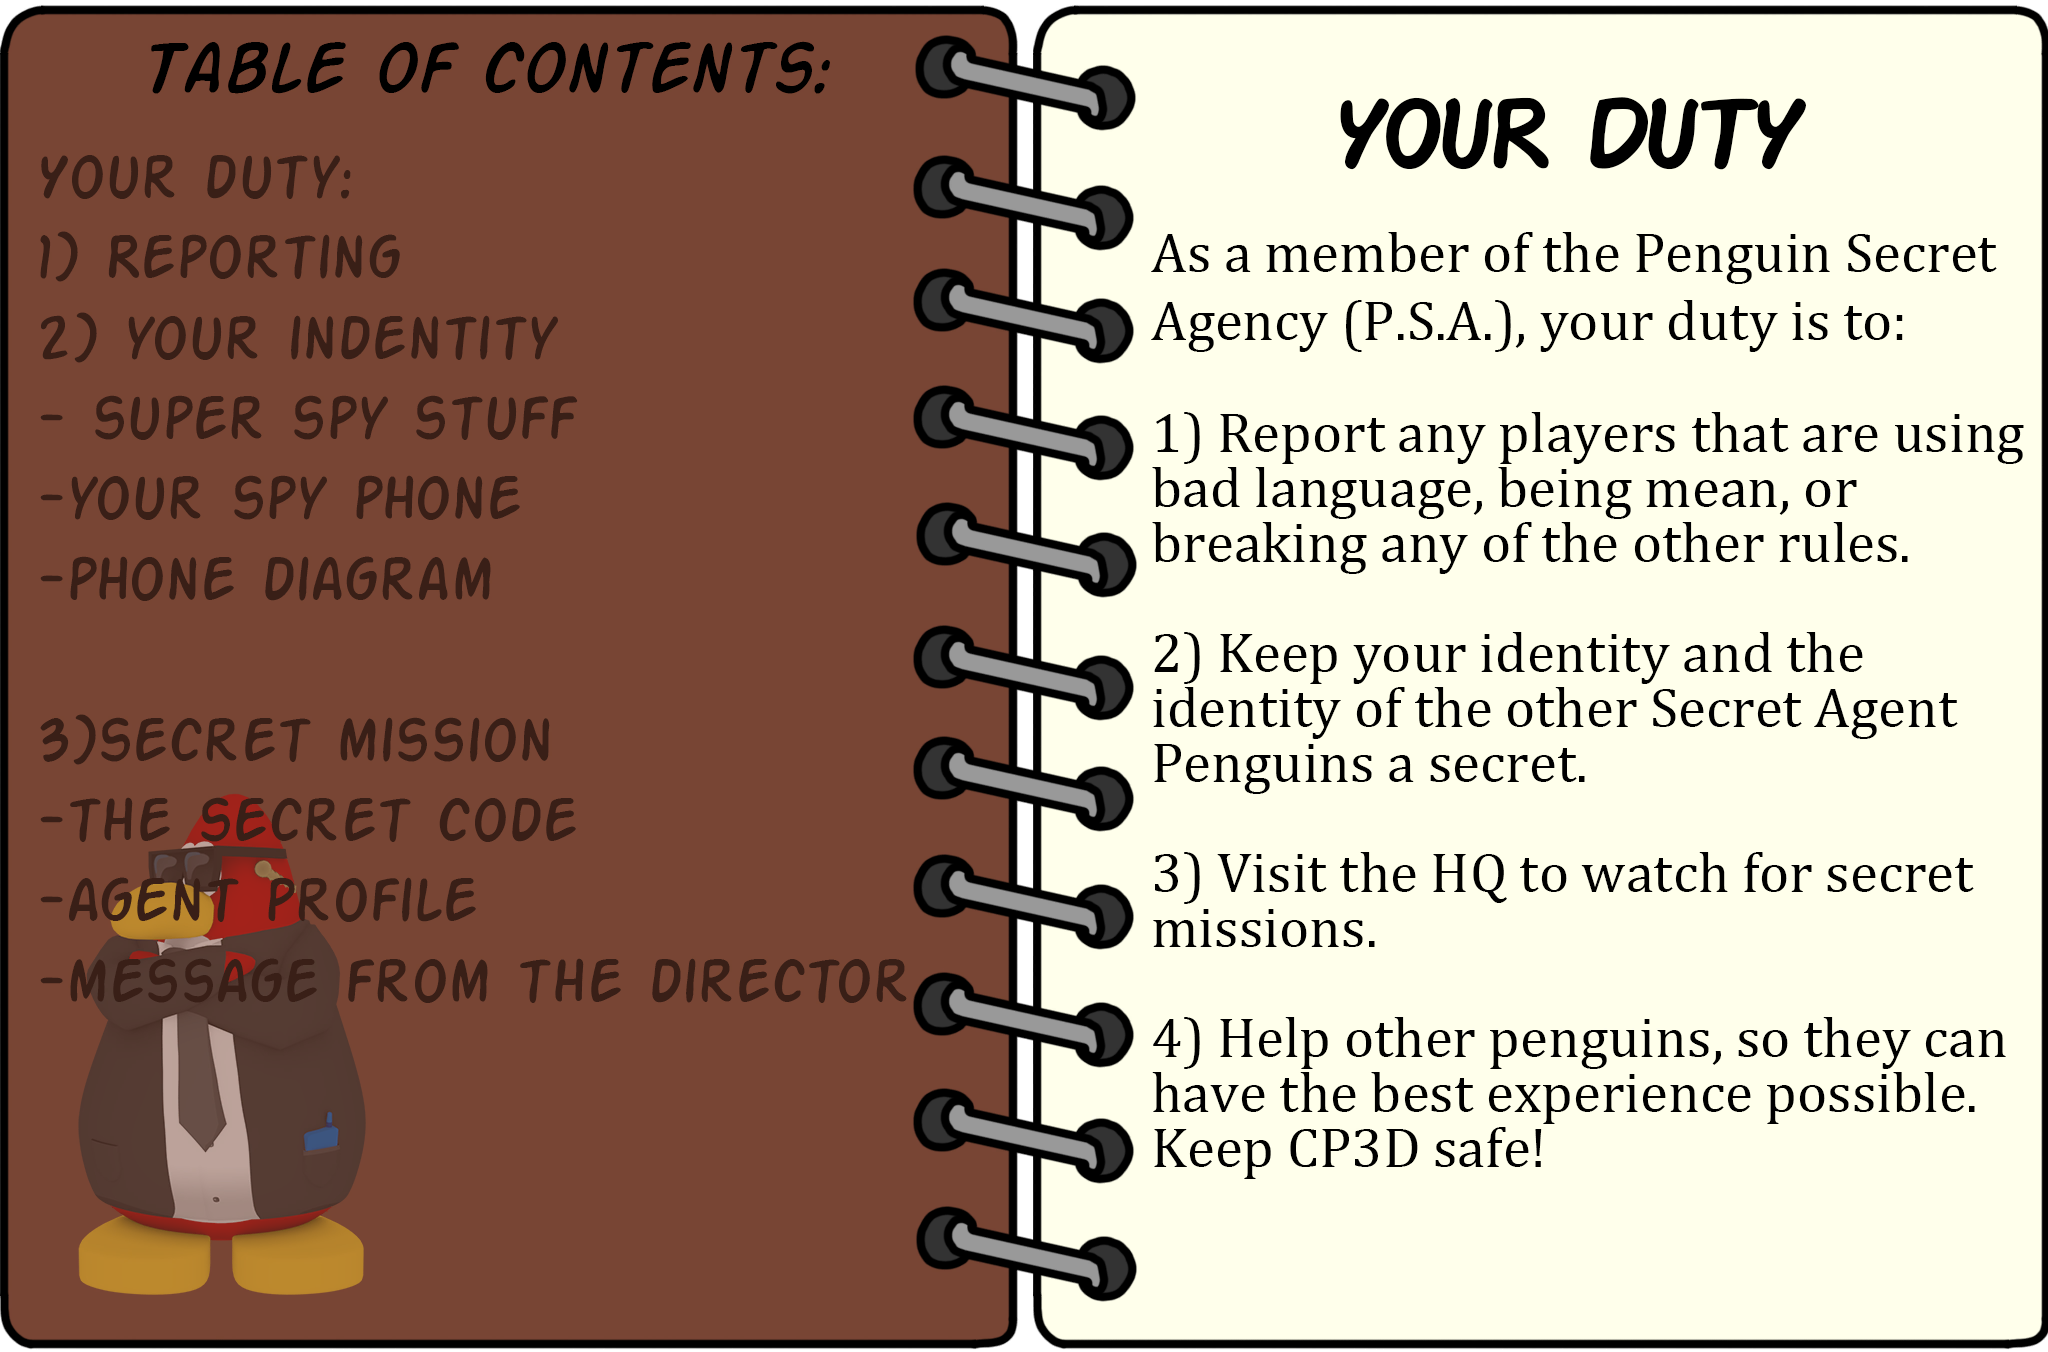 TABLE OF CONTENTS:
YOUR DUTY:
1) REPORTING
2) YOUR INDENTITY
- SUPER SPY STUFF
-YOUR SPY PHONE
-PHONE DIAGRAM
3)SECRET MISSION
-THE SECRET CODE
-AGENT PROFILE
-MESSAGE FROM THE DIRECTOR
YOUR DUTY
As a member of the Penguin Secret
Agency (P.S.A.), your duty is to:
1) Report any players that are using
bad language, being mean, or
breaking any of the other rules.
2) Keep your identity and the
identity of the other Secret Agent
Penguins a secret.
3) Visit the HQ to watch for secret
missions.
4) Help other penguins, so they can
have the best experience possible.
Keep CP3D safe!